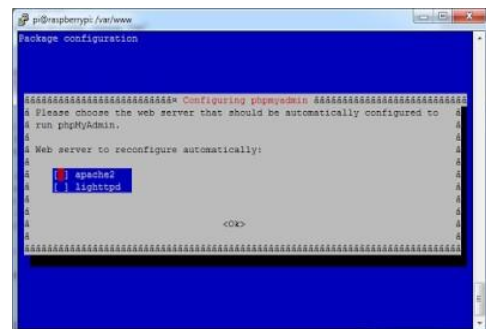 pi@raspberrypi: /var/www
Package configuration
Configuring phpmyadmin
Please choose the web server that should be automatically configured to
run phpMyAdmin.
Web server to reconfigure automatically:
[ ] apache2
[ ] lighttpd
<Ok>